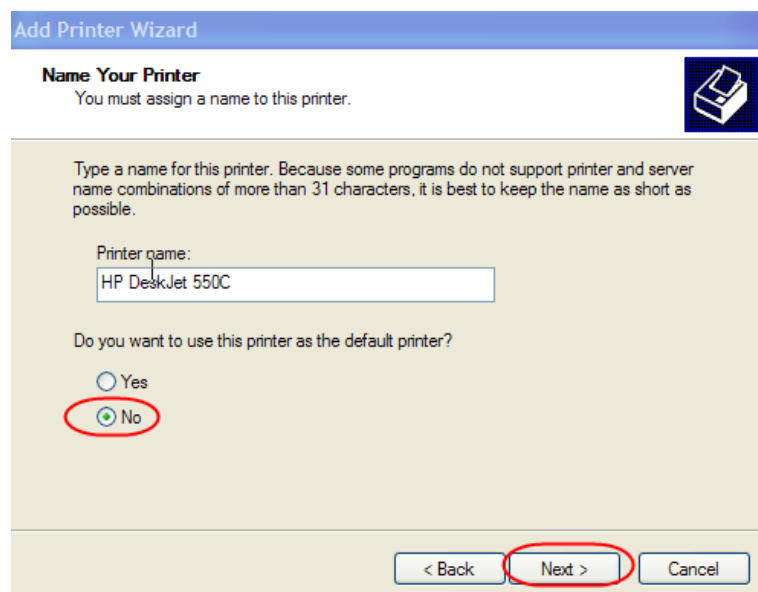 Add Printer Wizard
Name Your Printer
You must assign a name to this printer.
Type a name for this printer. Because some programs do not support printer and server
name combinations of more than 31 characters, it is best to keep the name as short as
possible.
Printer name:
HP DeskJet 550C
Do you want to use this printer as the default printer?
Yes
No
< Back Next > Cancel